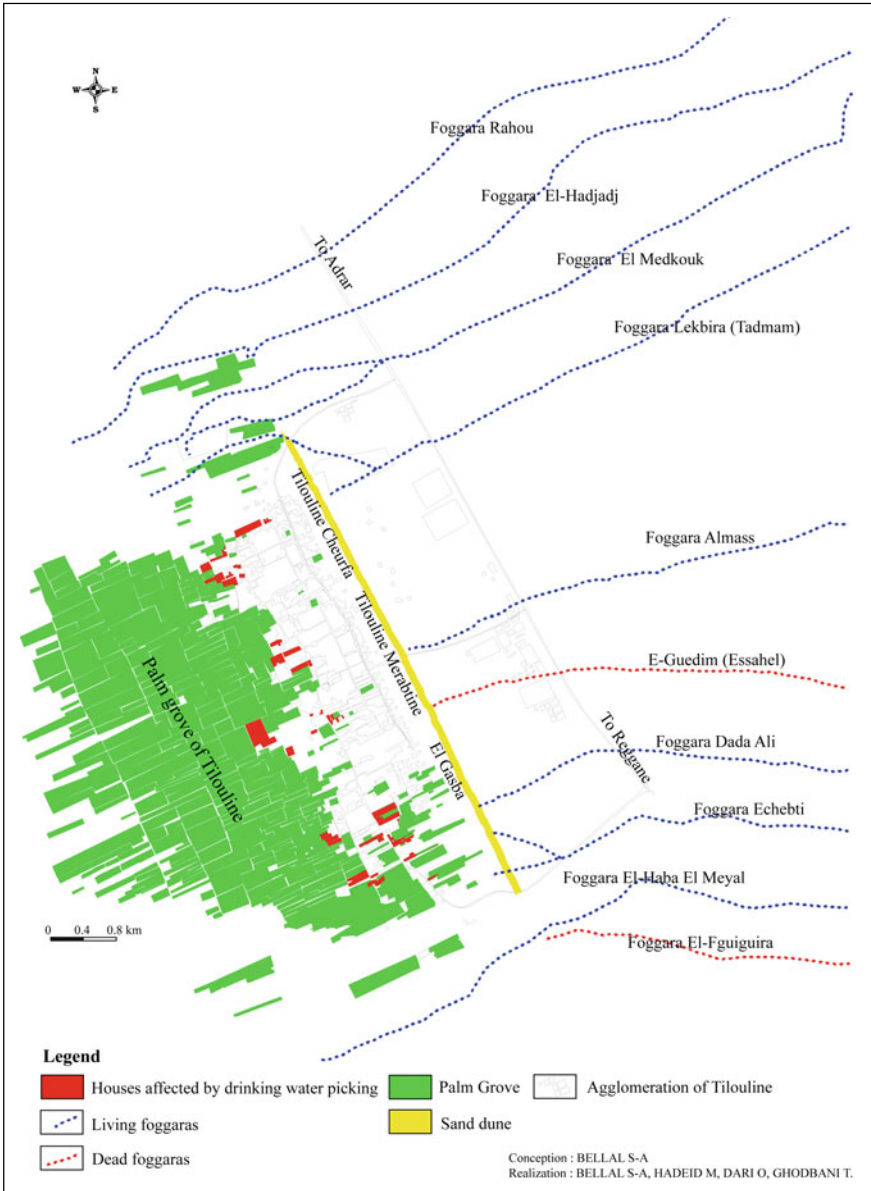 N
W E
S
Foggara Rahou
Foggara El-Hadjadj
To Adrar
Foggara El Medkouk
Foggara Lekbira (Tadmam)
Tilouline Cheurfa
Foggara Almass
Tilouline Merabtine
E-Guedim (Essahel)
Palm grove of Tilouline
To Reggane
Foggara Dada Ali
El Gasba
Foggara Echebti
Foggara El-Haba El Meyal
0 0.4 0.8 km
Foggara El-Fguiguira
Legend
Houses affected by drinking water picking
Palm Grove
Agglomeration of Tilouline
Living foggaras
Sand dune
Dead foggaras
Conception : BELLAL S-A
Realization : BELLAL S-A, HADEID M, DARI O, GHODBANI T.